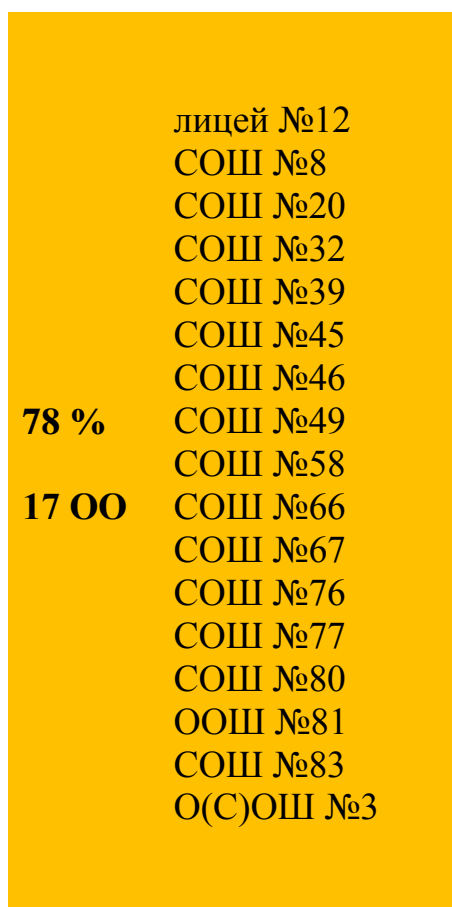 лицей №12
СОШ №8
СОШ №20
СОШ №32
СОШ №39
СОШ №45
СОШ №46
78 % СОШ №49
СОШ №58
17 ОО СОШ №66
СОШ №67
СОШ №76
СОШ №77
СОШ №80
ООШ №81
СОШ №83
О(С)ОШ №3